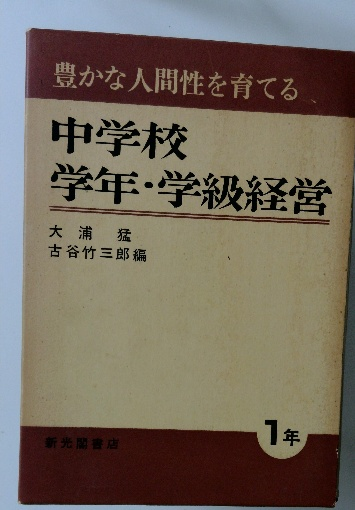 豊かな人間性を育てる
中学校
学年・学級経営
大浦 猛
古谷竹三郎編
1年
新光閣書店